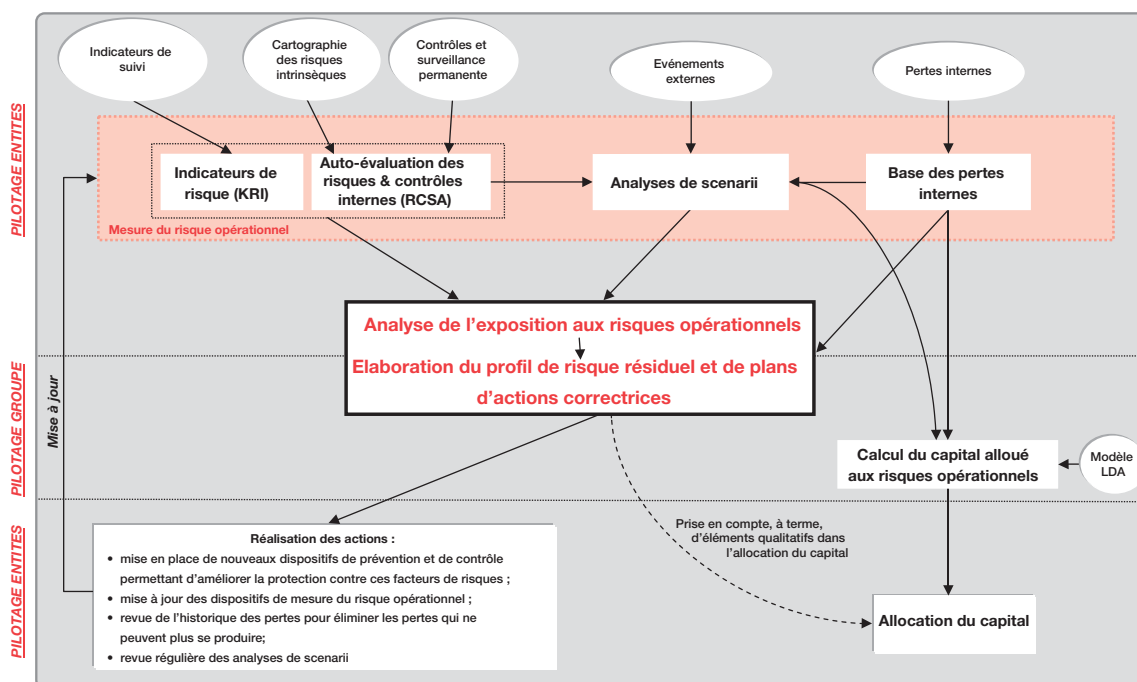 Indicateurs de
suivi
Cartographie
des risques
intrinsèques
Contrôles et
surveillance
permanente
Evénements
externes
Pertes internes
PILOTAGE ENTITES
Indicateurs de
risque (KRI)
Auto-évaluation des
risques & contrôles
internes (RCSA)
Analyses de scenarii
Base des pertes
internes
Mesure du risque opérationnel
Analyse de l’exposition aux risques opérationnels
Elaboration du profil de risque résiduel et de plans
d’actions correctrices
PILOTAGE GROUPE
Mise à jour
Calcul du capital alloué
aux risques opérationnels
Modèle
LDA
PILOTAGE ENTITES
Réalisation des actions :
• mise en place de nouveaux dispositifs de prévention et de contrôle
permettant d’améliorer la protection contre ces facteurs de risques ;
• mise à jour des dispositifs de mesure du risque opérationnel ;
• revue de l’historique des pertes pour éliminer les pertes qui ne
peuvent plus se produire;
• revue régulière des analyses de scenarii
Prise en compte, à terme,
d’éléments qualitatifs dans
l’allocation du capital
Allocation du capital